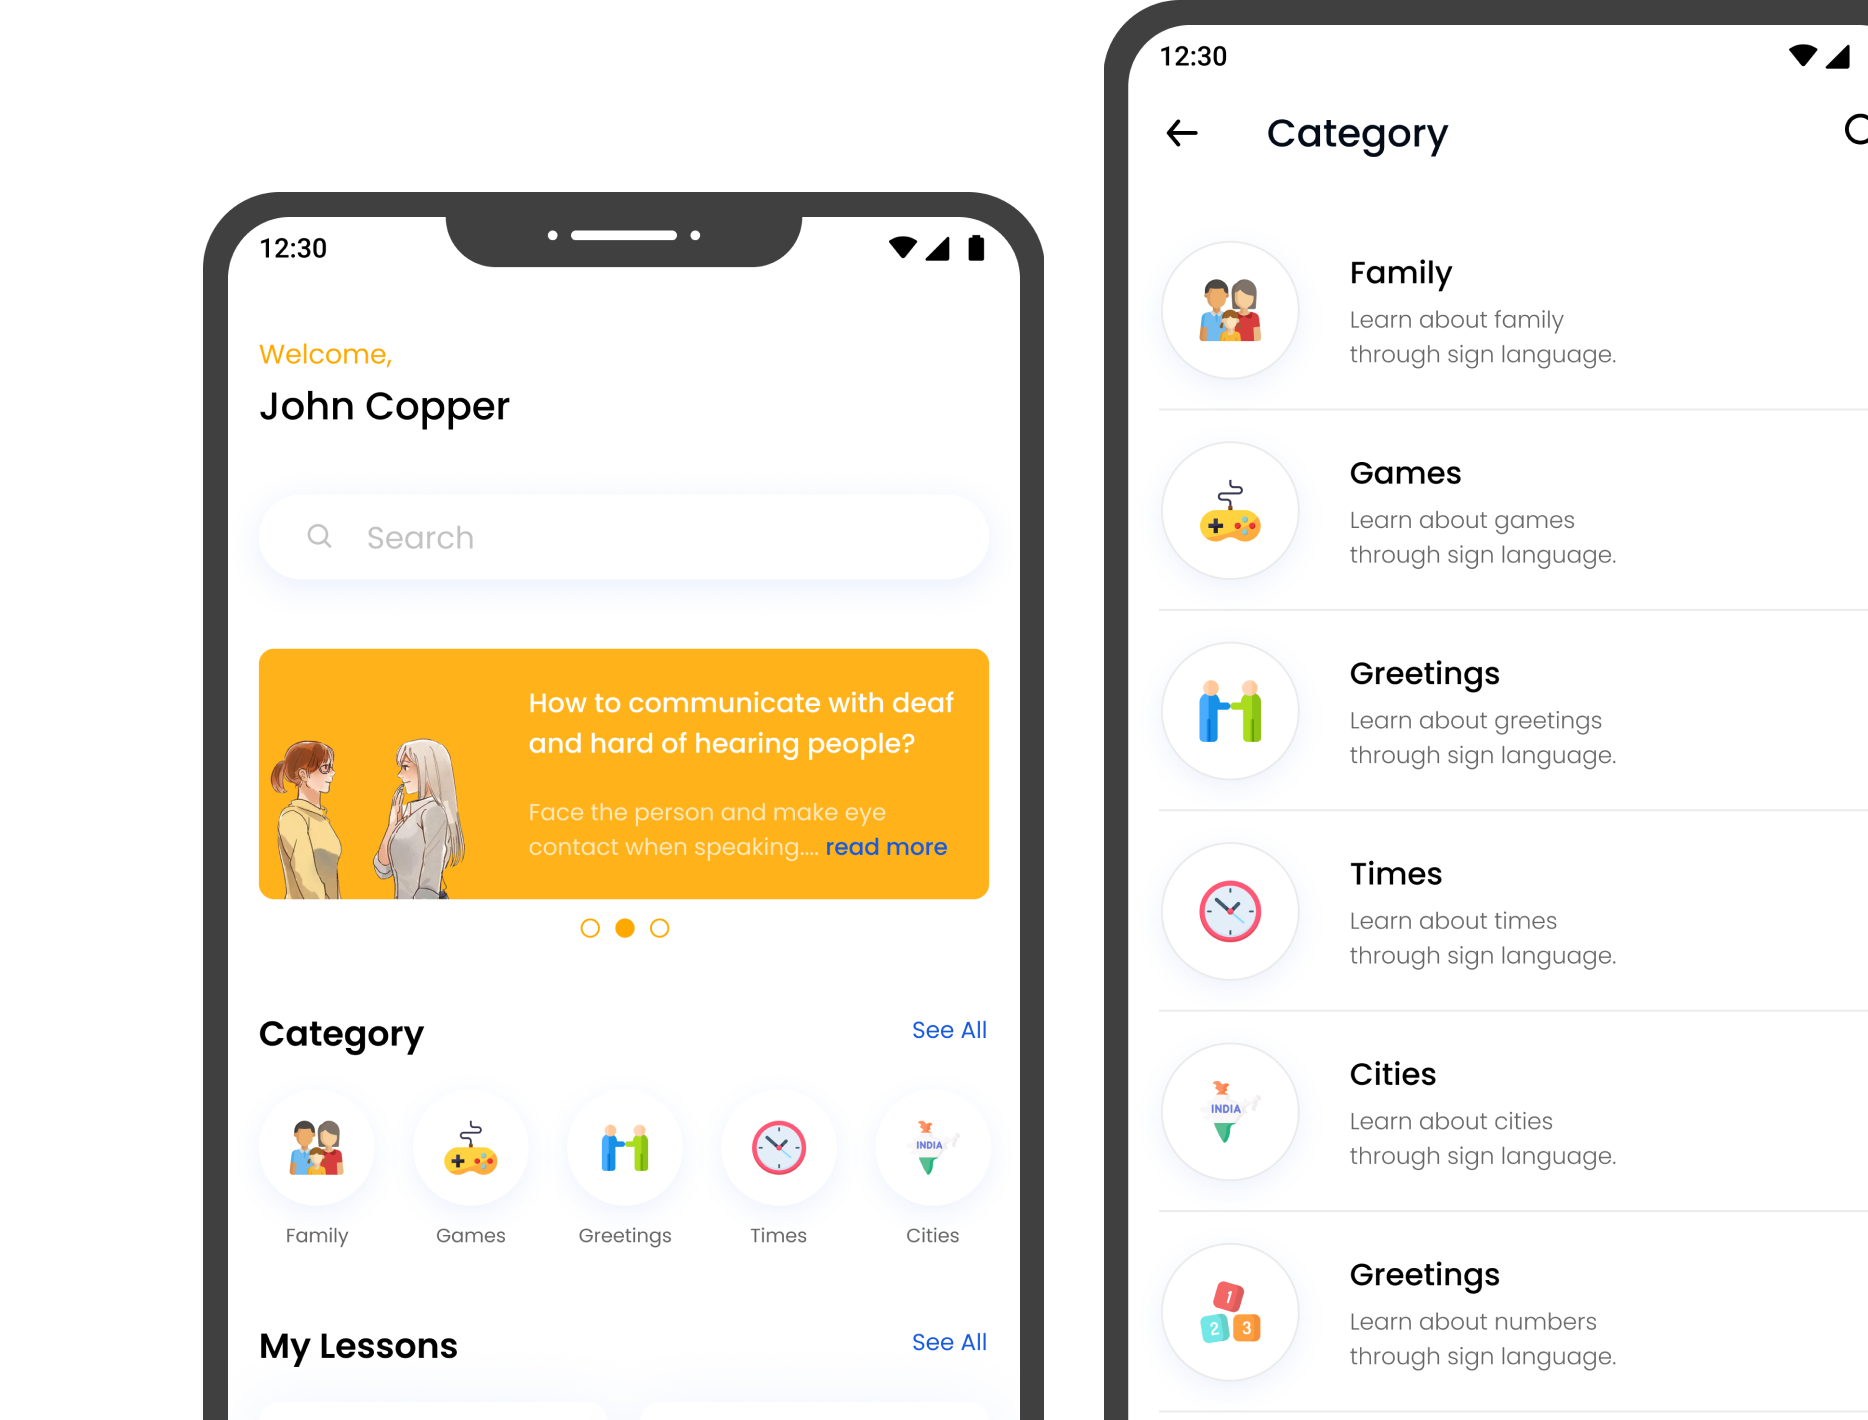 12:30
Welcome,
John Copper
Search
How to communicate with deaf
and hard of hearing people?
Face the person and make eye
contact when speaking.... read more
Category
See All
INDIA
Family
Games
Greetings
Times
Cities
My Lessons
See All
12:30
Category
Family
Learn about family
through sign language.
Games
Learn about games
through sign language.
Greetings
Learn about greetings
through sign language.
Times
Learn about times
through sign language.
INDIA
Cities
Learn about cities
through sign language.
1
2 3
Greetings
Learn about numbers
through sign language.